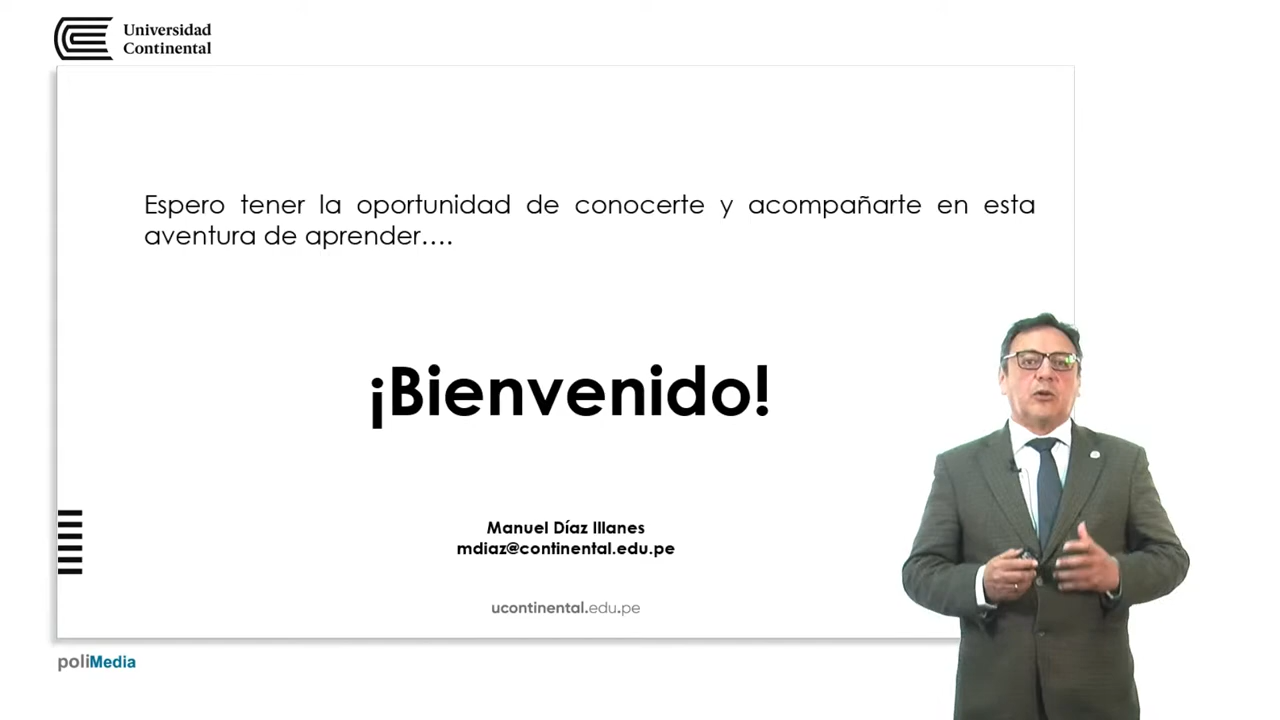 Universidad
Continental
Espero tener la oportunidad de conocerte y acompañarte en esta
aventura de aprender….
¡Bienvenido!
Manuel Díaz Illanes
mdiaz@continental.edu.pe
ucontinental.edu.pe
poliMedia